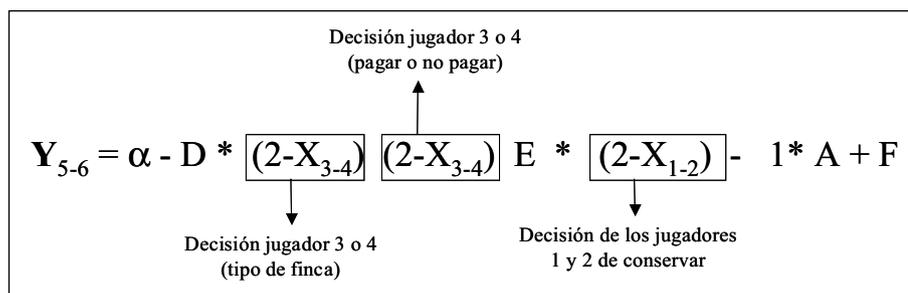 Decisión jugador 3 o 4
(pagar o no pagar)
Y5-6 = α - D * (2-X3-4) (2-X3-4) E * (2-X1-2) - 1* A + F
Decisión jugador 3 o 4
(tipo de finca)
Decisión de los jugadores
1 y 2 de conservar